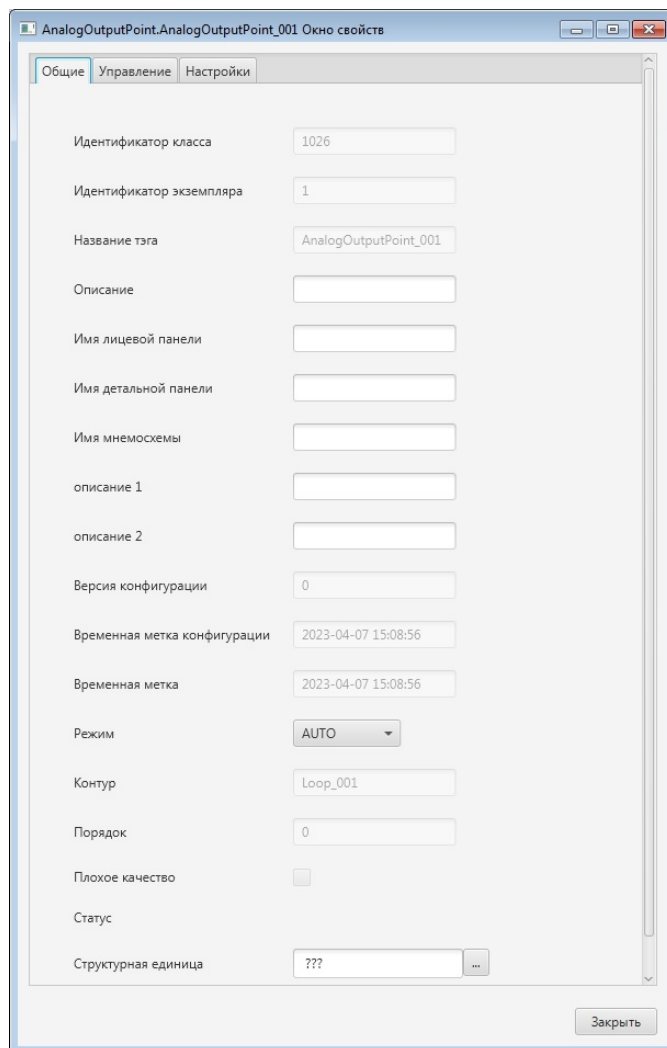 AnalogOutputPoint.AnalogOutputPoint_001 Окно свойств
Общие Управление Настройки
Идентификатор класса 1026
Идентификатор экземпляра 1
Название тэга AnalogOutputPoint_001
Описание
Имя лицевой панели
Имя детальной панели
Имя мнемосхемы
описание 1
описание 2
Версия конфигурации 0
Временная метка конфигурации 2023-04-07 15:08:56
Временная метка 2023-04-07 15:08:56
Режим AUTO
Контур Loop_001
Порядок 0
Плохое качество
Статус
Структурная единица ??? ...
Закрыть